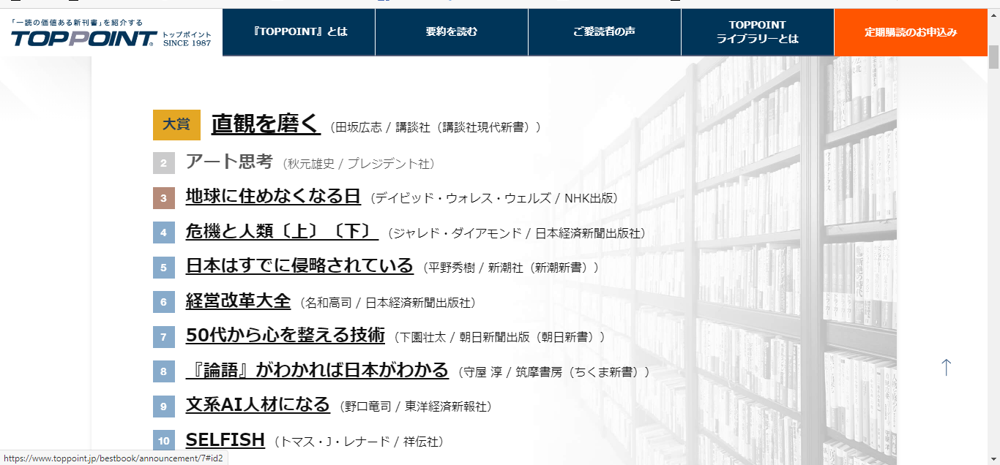 「一読の価値ある新刊書」を紹介する
TOPPOINT® トップポイント
SINCE 1987
『TOPPOINT』とは
要約を読む
ご愛読者の声
TOPPOINT
ライブラリーとは
定期購読のお申込み
大賞 直観を磨く（田坂広志 / 講談社（講談社現代新書））
2 アート思考（秋元雄史 / プレジデント社）
3 地球に住めなくなる日（デイビッド・ウォレス・ウェルズ / NHK出版）
4 危機と人類〔上〕〔下〕（ジャレド・ダイアモンド / 日本経済新聞出版社）
5 日本はすでに侵略されている（平野秀樹 / 新潮社（新潮新書））
6 経営改革大全（名和高司 / 日本経済新聞出版社）
7 50代から心を整える技術（下園壮太 / 朝日新聞出版（朝日新書））
8 『論語』がわかれば日本がわかる（守屋 淳 / 筑摩書房（ちくま新書））
9 文系AI人材になる（野口竜司 / 東洋経済新報社）
10 SELFISH（トマス・J・レナード / 祥伝社）
https://www.toppoint.jp/bestbook/announcement/7#id2